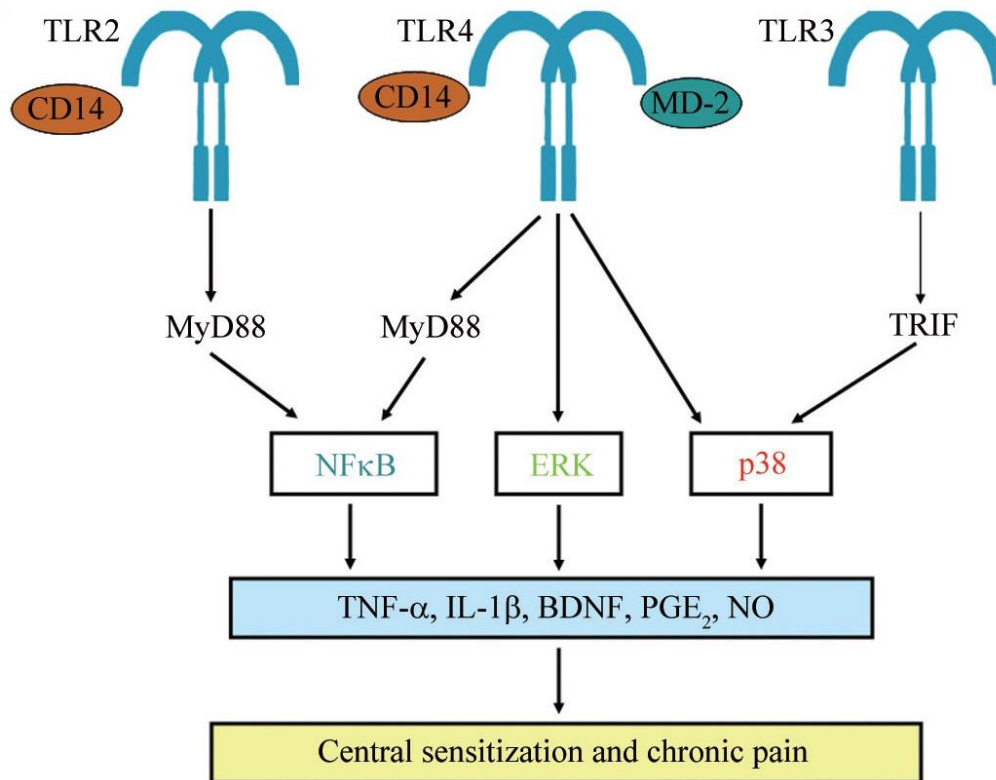 TLR2
TLR4
TLR3
CD14
CD14
MD-2
MyD88
MyD88
TRIF
NFκB
ERK
p38
TNF-α, IL-1β, BDNF, PGE₂, NO
Central sensitization and chronic pain